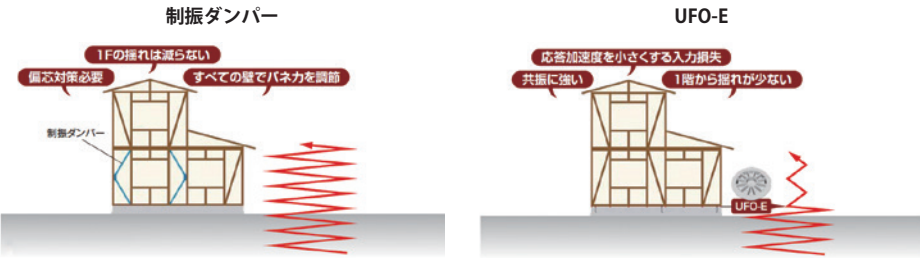 制振ダンパー
1Fの揺れは減らない
偏芯対策必要
すべての壁でバネ力を調節
制振ダンパー
UFO-E
応答加速度を小さくする入力損失
共振に強い
1階から揺れが少ない
UFO-E